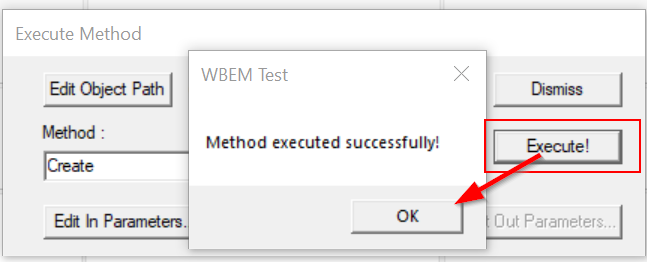 Execute Method
WBEM Test
Edit Object Path
Dismiss
Method :
Method executed successfully!
Execute!
Create
OK
Edit In Parameters..
Out Parameters...